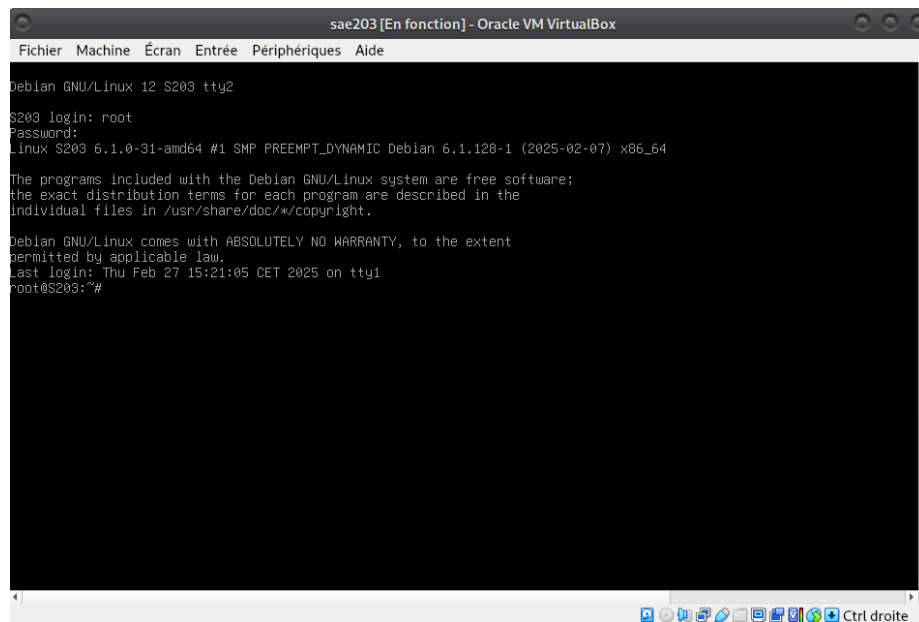 sae203 [En fonction] - Oracle VM VirtualBox
Fichier Machine Écran Entrée Périphériques Aide
Debian GNU/Linux 12 S203 tty2
S203 login: root
Password:
Linux S203 6.1.0-31-amd64 #1 SMP PREEMPT_DYNAMIC Debian 6.1.128-1 (2025-02-07) x86_64
The programs included with the Debian GNU/Linux system are free software;
the exact distribution terms for each program are described in the
individual files in /usr/share/doc/*/copyright.
Debian GNU/Linux comes with ABSOLUTELY NO WARRANTY, to the extent
permitted by applicable law.
Last login: Thu Feb 27 15:21:05 CET 2025 on tty1
root@S203:~#
Ctrl droite